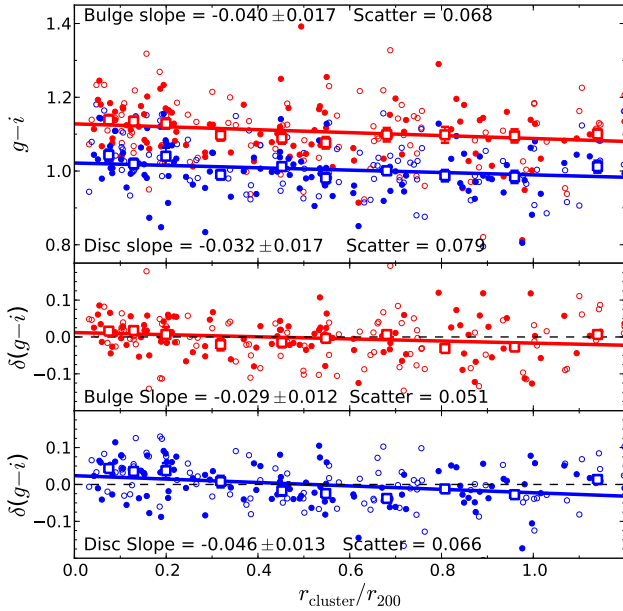 Bulge slope = -0.040±0.017 Scatter = 0.068
1.4
1.2
1.0
0.8
g−i
Disc slope = -0.032±0.017 Scatter = 0.079
0.1
0.0
−0.1
δ(g−i)
Bulge Slope = -0.029±0.012 Scatter = 0.051
0.1
0.0
−0.1
δ(g−i)
Disc Slope = -0.046±0.013 Scatter = 0.066
0.0 0.2 0.4 0.6 0.8 1.0
r_cluster/r_200